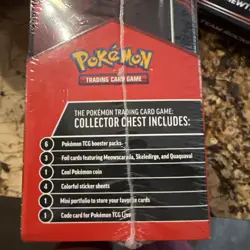 POKÉMON
TRADING CARD GAME
THE POKÉMON TRADING CARD GAME:
COLLECTOR CHEST INCLUDES:
6 Pokémon TCG booster packs
3 Foil cards featuring Meowscarada, Skeledirge, and Quaquaval
1 Cool Pokémon coin
4 Colorful sticker sheets
1 Mini portfolio to store your favorite cards
1 Code card for Pokémon TCG Live